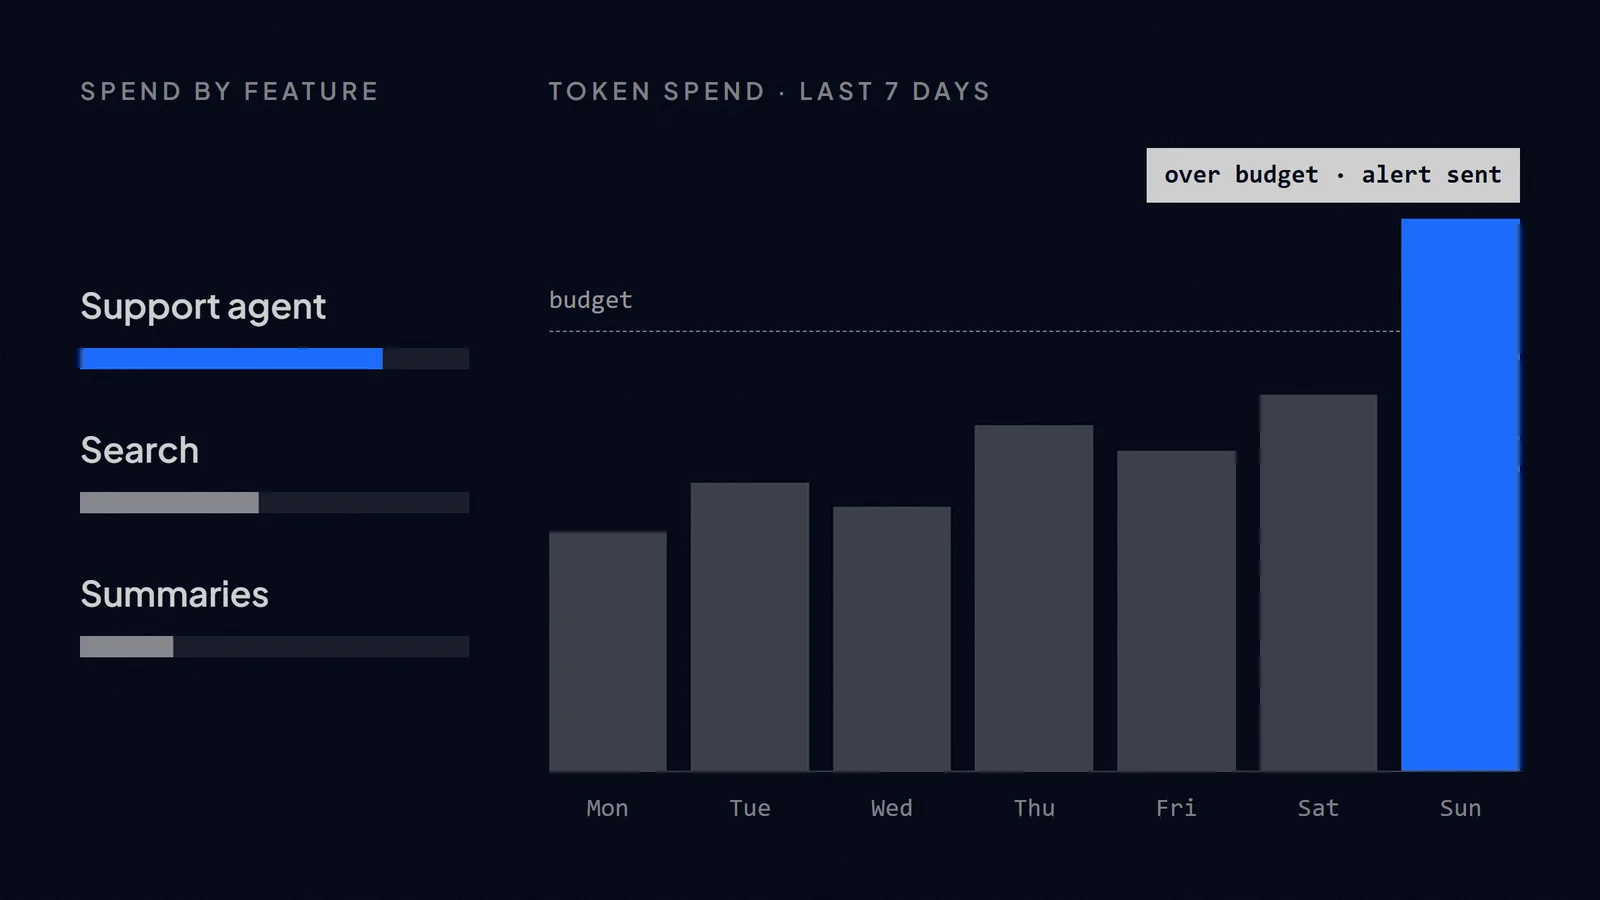 SPEND BY FEATURE
Support agent
Search
Summaries
TOKEN SPEND · LAST 7 DAYS
over budget · alert sent
budget
Mon Tue Wed Thu Fri Sat Sun